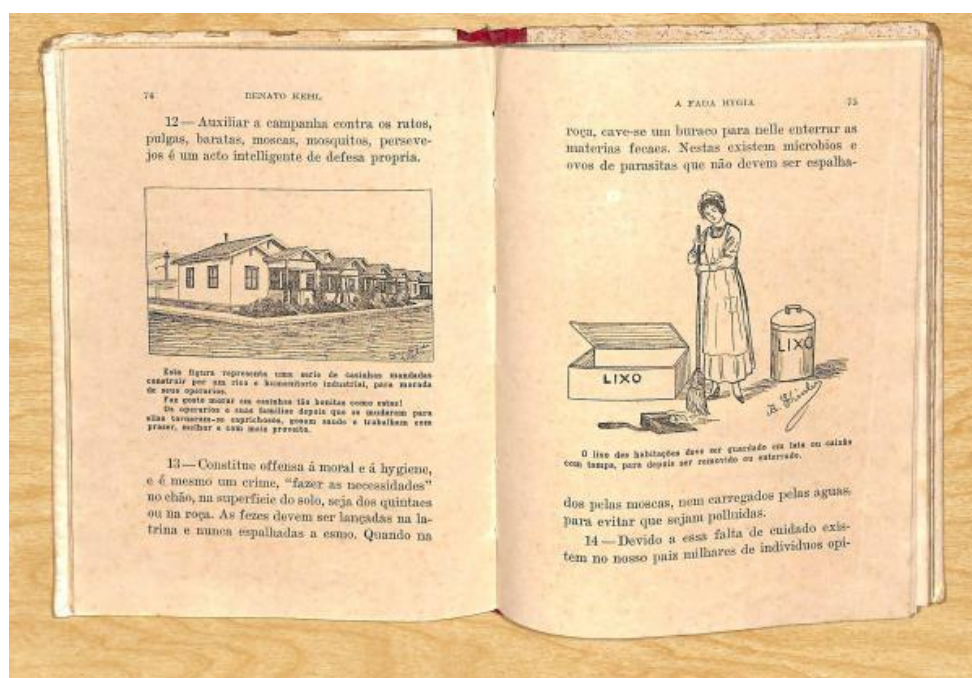 74
RENATO KEHL
12 — Auxiliar a campanha contra os ratos,
pulgas, baratas, moscas, mosquitos, perseve-
jos é um acto intelligente de defesa propria.
Esta figura representa uma serie de casinhas mandadas
construir por um rico e humanitario industrial, para morada
de seus operarios.
Faz gosto morar em casinhas tão bonitas como estas!
Os operarios e suas familias depois que se mudaram para
ellas tornaram-se caprichosos, gosam saude e trabalham com
prazer, melhor e com mais proveito.
13 — Constitue offensa á moral e á hygiene,
e é mesmo um crime, "fazer as necessidades"
no chão, na superficie do solo, seja dos quintaes
ou na roça. As fezes devem ser lançadas na la-
trina e nunca espalhadas a esmo. Quando na
A FADA HYGIA
75
roça, cave-se um buraco para nelle enterrar as
materias fecaes. Nestas existem microbios e
ovos de parasitas que não devem ser espalha-
LIXO
LIXO
O lixo das habitações deve ser guardado em lata ou caixão
com tampa, para depois ser removido ou enterrado.
dos pelas moscas, nem carregados pelas aguas,
para evitar que sejam polluidas.
14 — Devido a essa falta de cuidado exis-
tem no nosso paiz milhares de individuos opi-